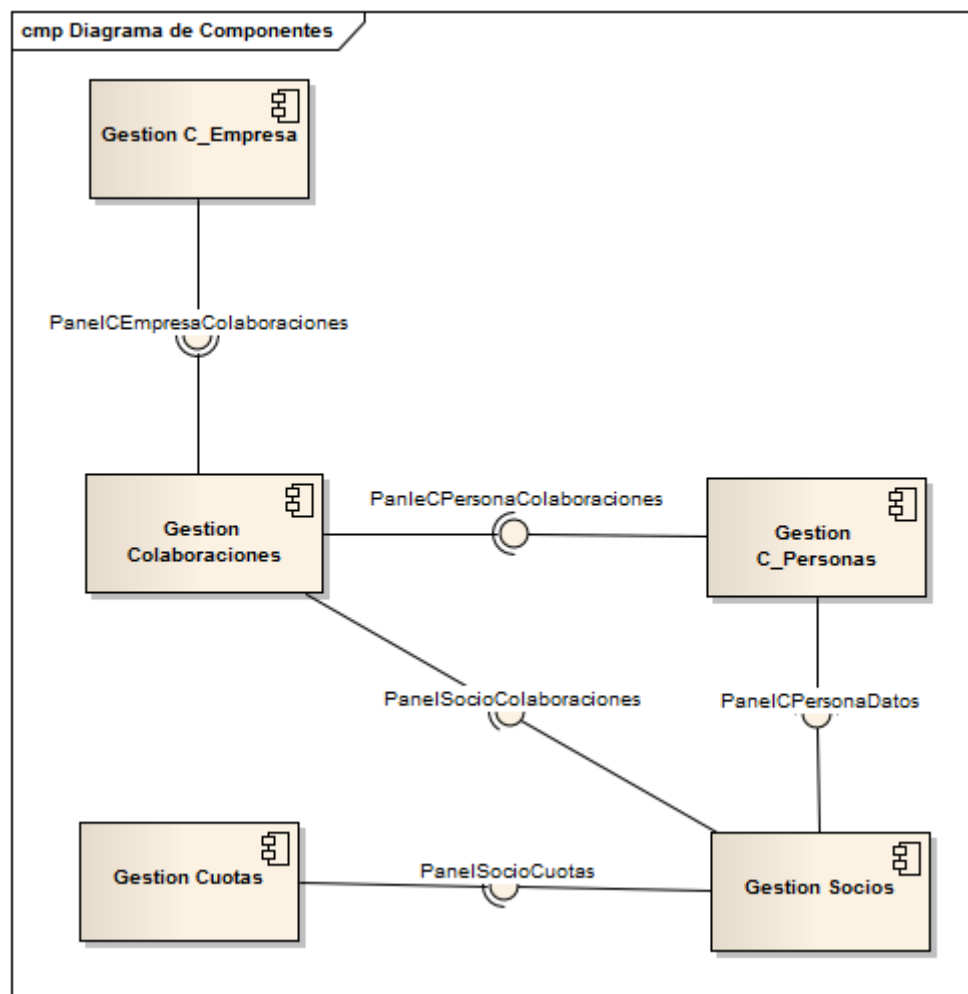 cmp Diagrama de Componentes
Gestion C_Empresa
PanelCEmpresaColaboraciones
Gestion
Colaboraciones
PanleCPersonaColaboraciones
Gestion
C_Personas
PanelSocioColaboraciones
PanelCPersonaDatos
Gestion Cuotas
PanelSocioCuotas
Gestion Socios